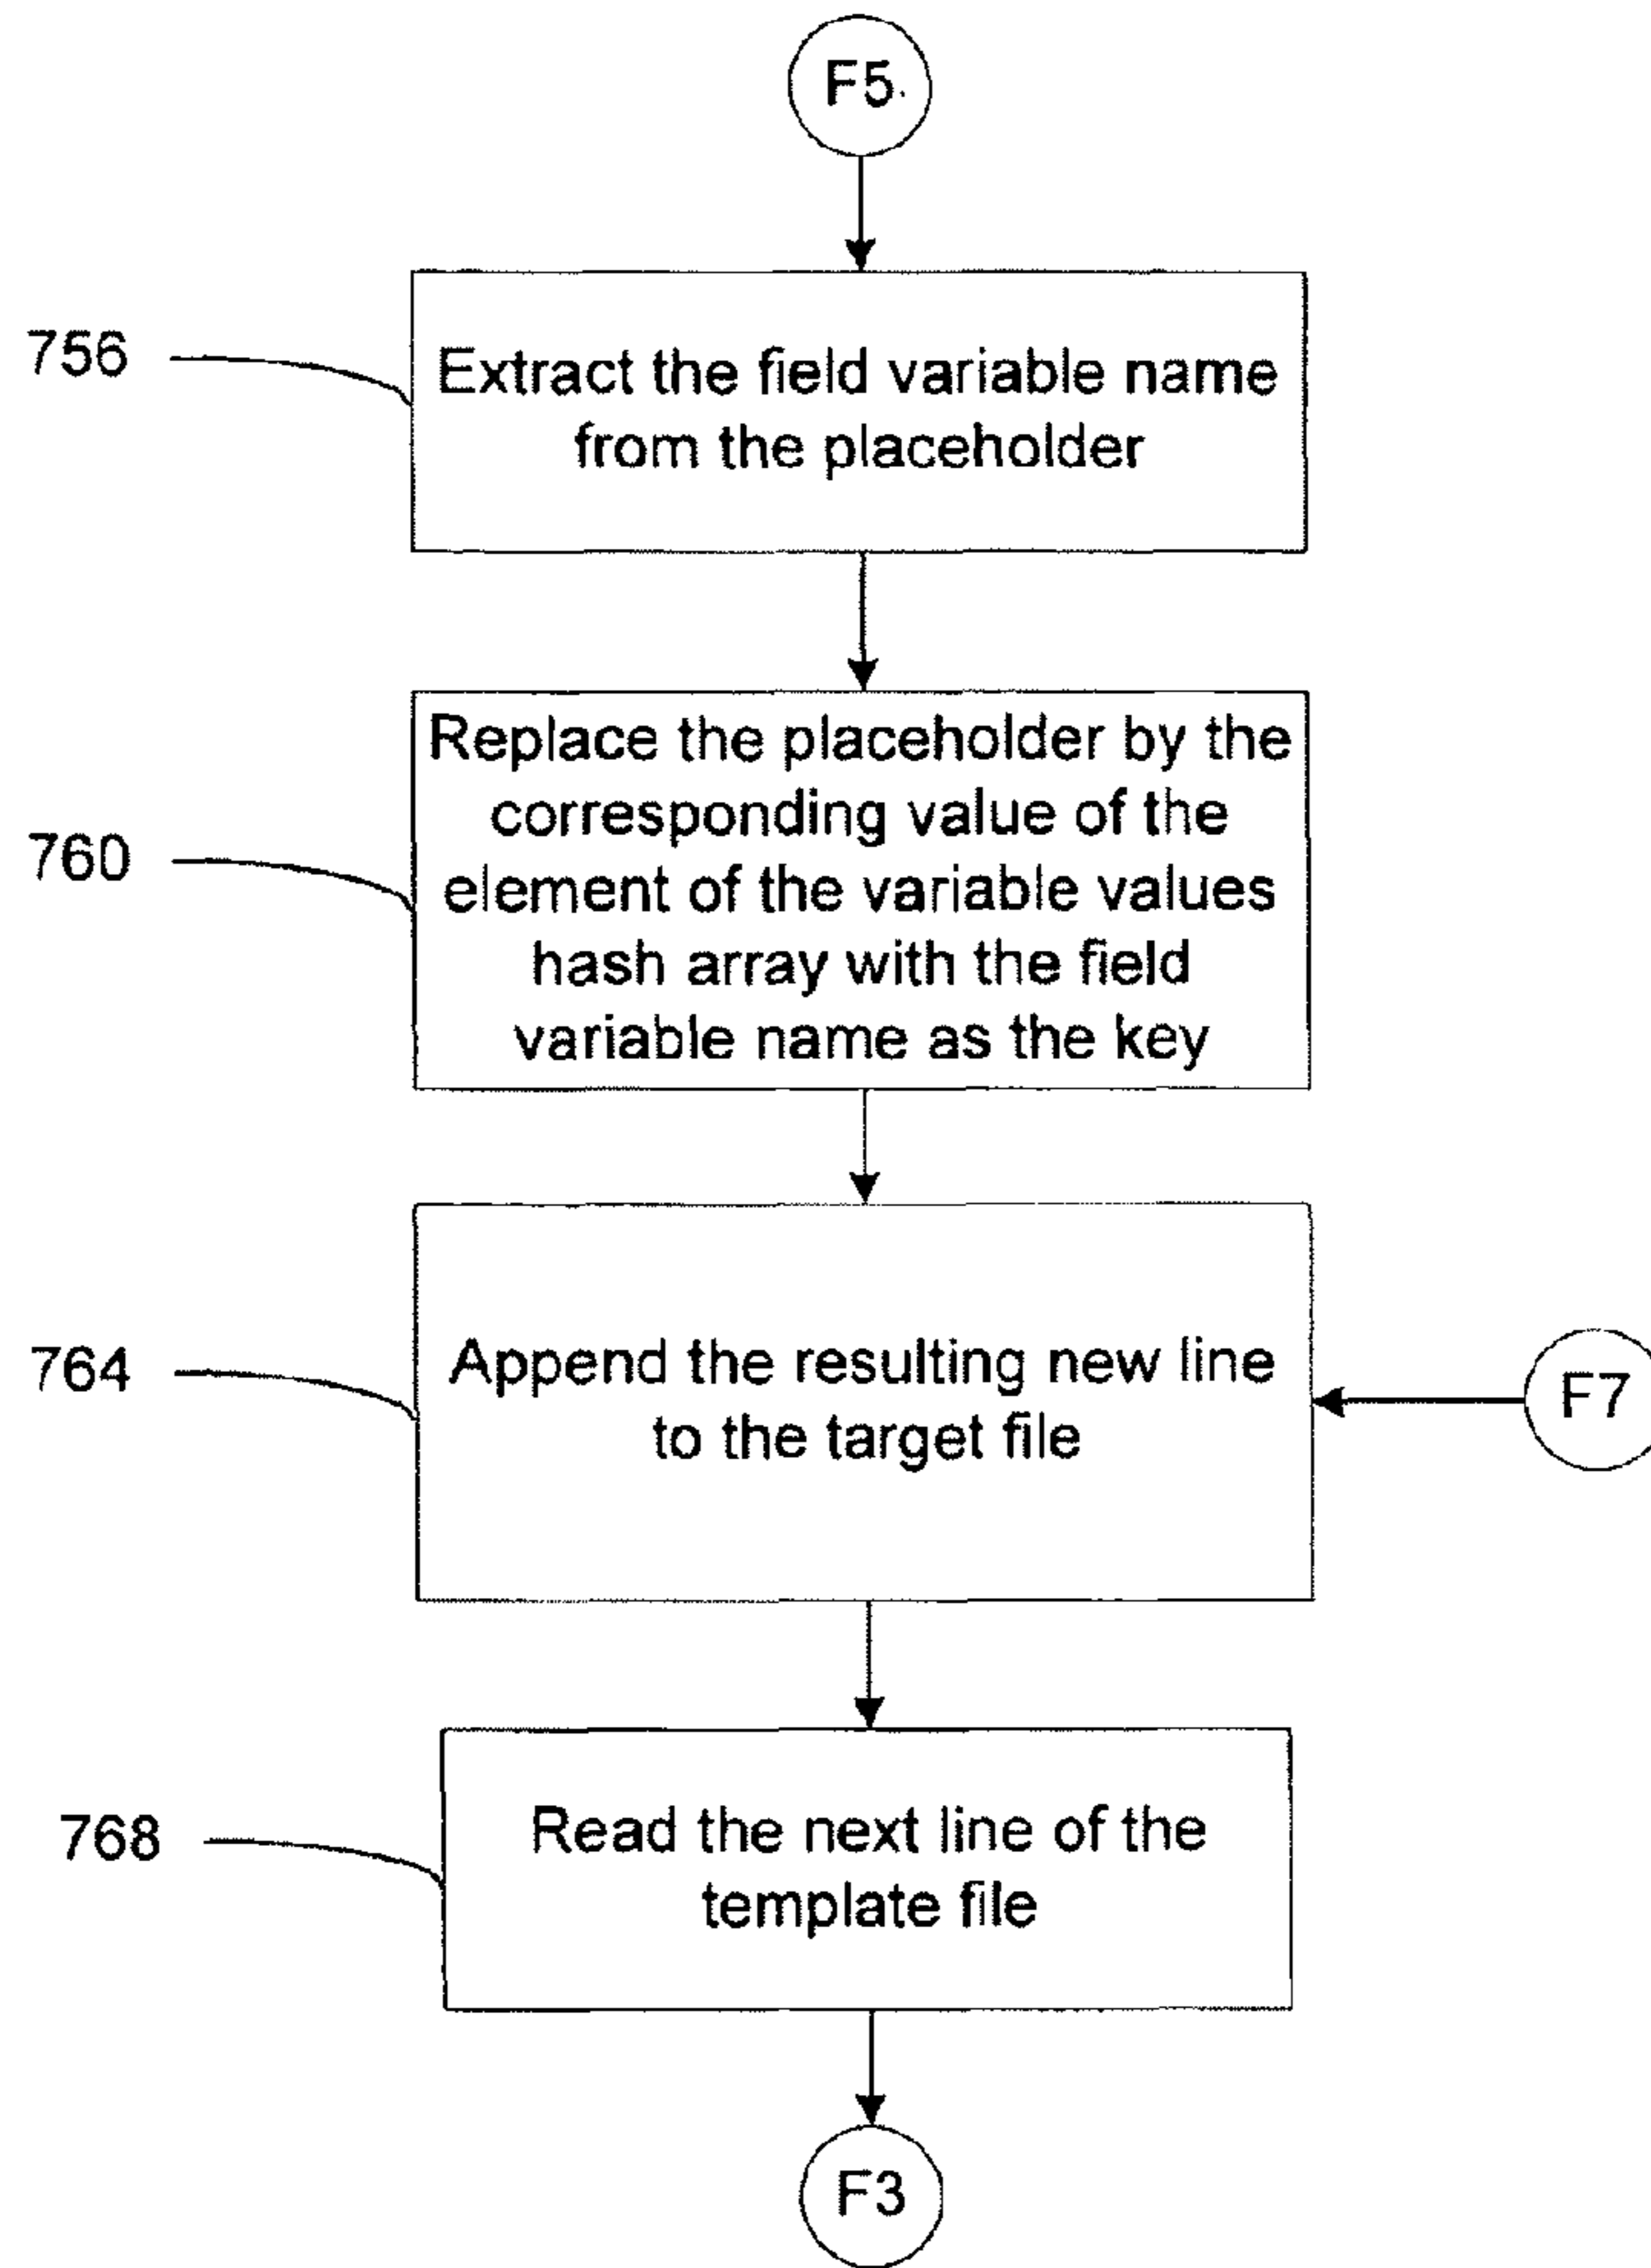 F5
756
Extract the field variable name
from the placeholder
760
Replace the placeholder by the
corresponding value of the
element of the variable values
hash array with the field
variable name as the key
764
Append the resulting new line
to the target file
F7
768
Read the next line of the
template file
F3